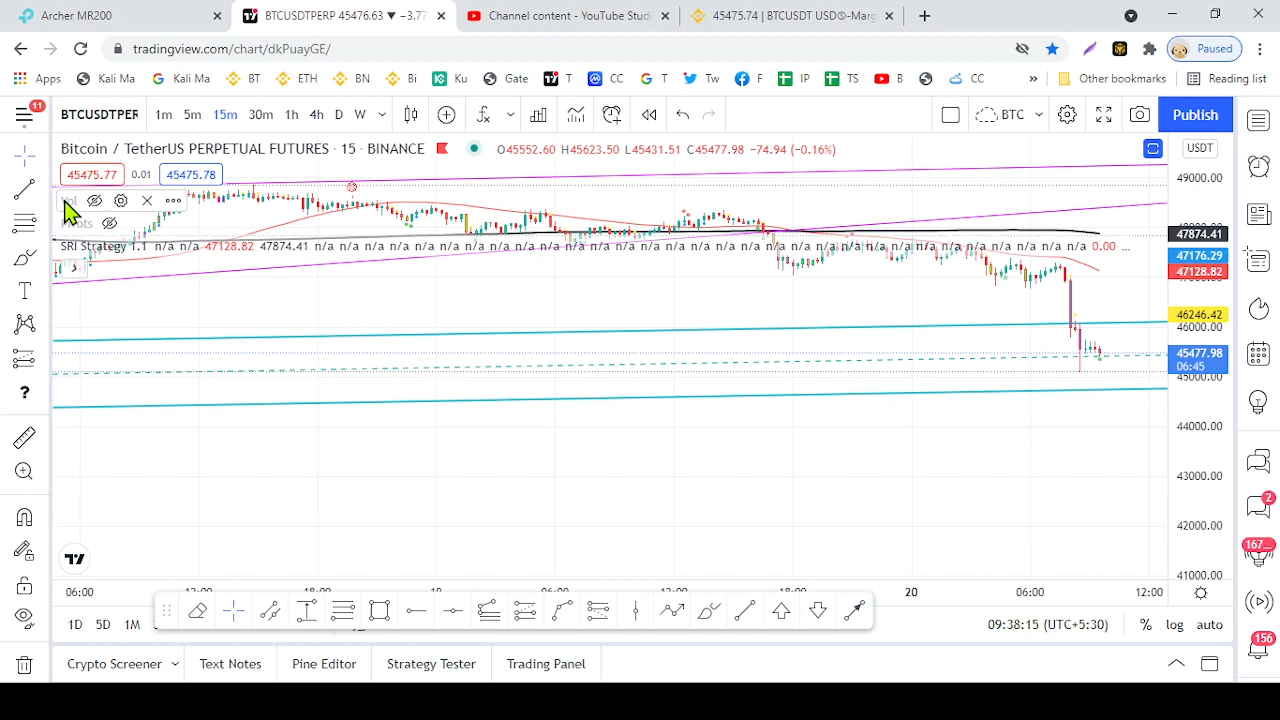 Archer MR200
BTCUSDTPERP 45476.63 ▼ −3.77
Channel content - YouTube Studi
45475.74 | BTCUSDT USD©-Marg
tradingview.com/chart/dkPuayGE/
Paused
Apps Kali Ma Kali Ma BT ETH BN Bi Ku Gate T CC T Tw F IP TS B CC » Other bookmarks Reading list
11
BTCUSDTPER 1m 5m 15m 30m 1h 4h D W BTC Publish
Bitcoin / TetherUS PERPETUAL FUTURES · 15 · BINANCE O45552.60 H45623.50 L45431.51 C45477.98 −74.94 (−0.16%) USDT
45475.77 0.01 45475.78
49000.00
Vol
Pivots
47874.41
SRI Strategy 1.1 n/a n/a 47128.82 47874.41 n/a n/a n/a n/a n/a n/a n/a n/a n/a n/a n/a n/a n/a n/a n/a n/a n/a n/a n/a n/a n/a n/a n/a n/a n/a n/a n/a n/a n/a 0.00 ...
47176.29
47128.82
46246.42
46000.00
45477.98
06:45
45000.00
44000.00
43000.00
42000.00
41000.00
2
167...
156
06:00 12:00 18:00 06:00 12:00 18:00 20 06:00 12:00
1D 5D 1M 09:38:15 (UTC+5:30) % log auto
Crypto Screener Text Notes Pine Editor Strategy Tester Trading Panel